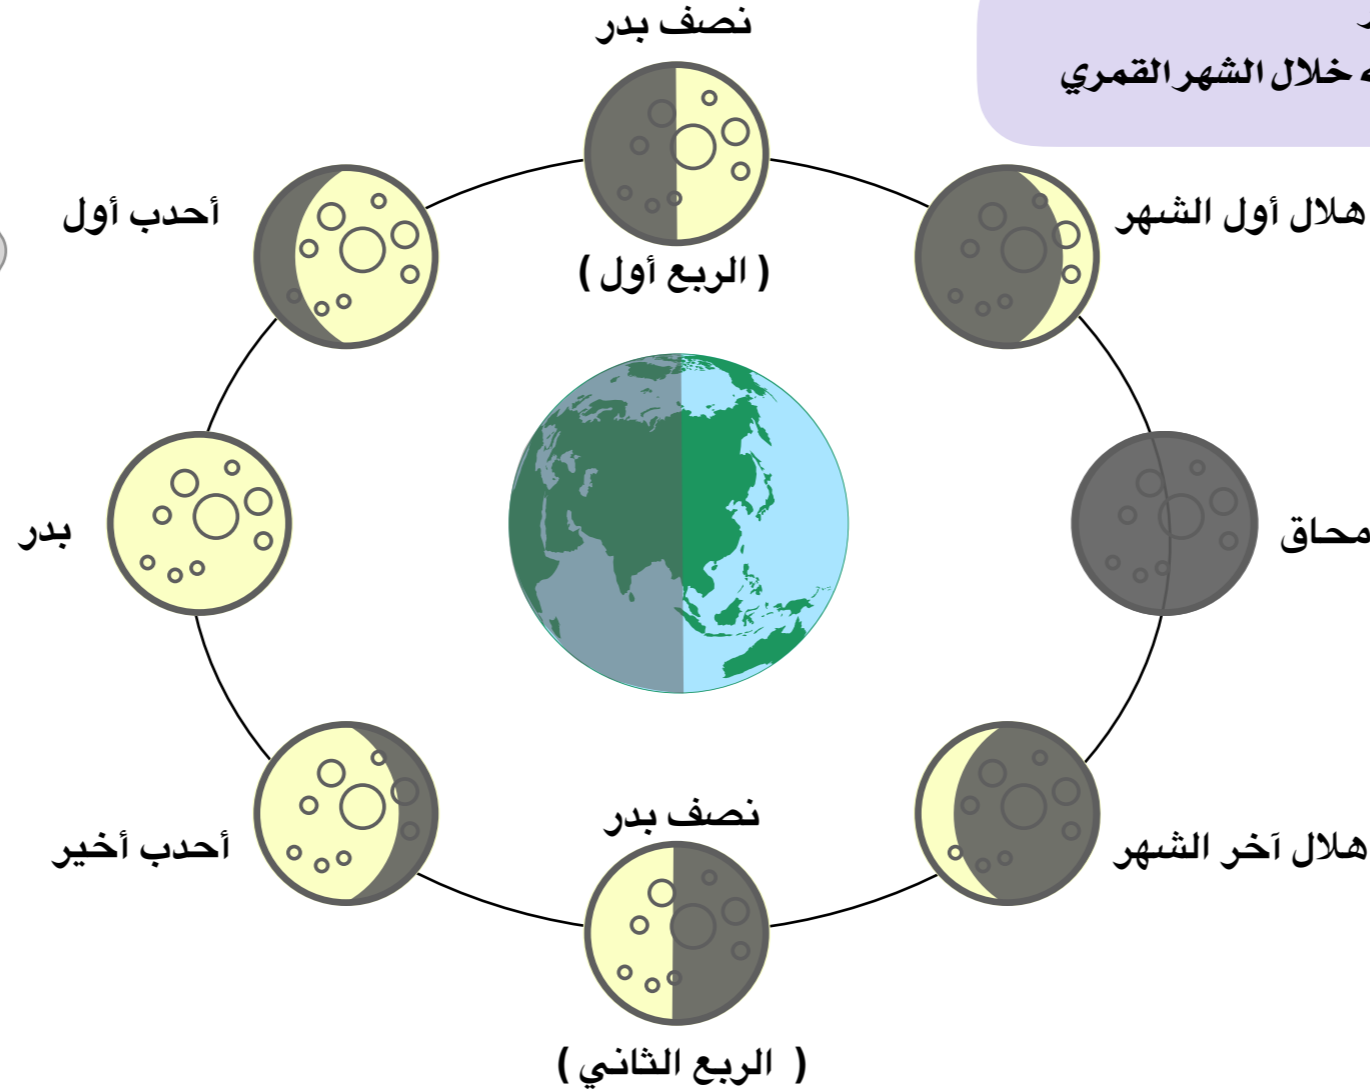 خلال الشهر القمري
نصف بدر
( الربع أول )
هلال أول الشهر
أحدب أول
محاق
بدر
هلال آخر الشهر
أحدب أخير
نصف بدر
( الربع الثاني )